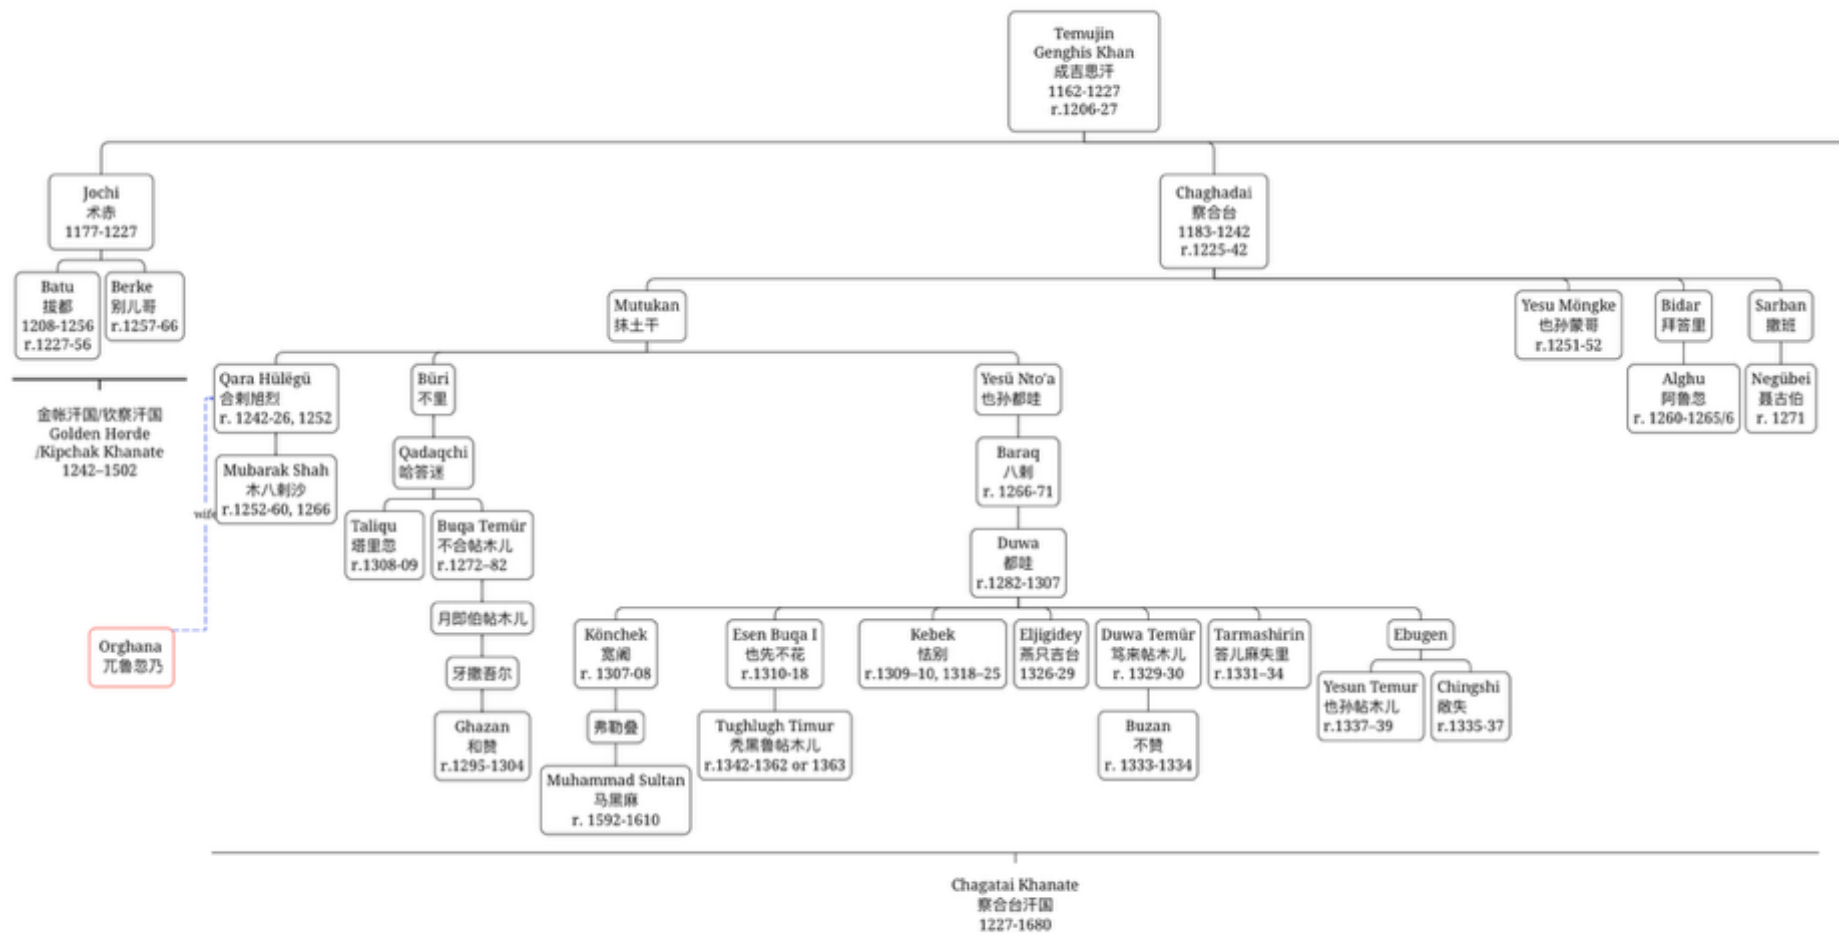 Temujin
Genghis Khan
成吉思汗
1162-1227
r.1206-27
Jochi
术赤
1177-1227
Chaghadai
察合台
1183-1242
r.1225-42
Batu
拔都
1208-1256
r.1227-56
Berke
别儿哥
r.1257-66
Mutukan
抹土干
Yesu Möngke
也孙蒙哥
r.1251-52
Bidar
拜答里
Sarban
撒班
Qara Hülëgü
合剌旭烈
r. 1242-26, 1252
Büri
不里
Yesü Nto'a
也孙都哇
Alghu
阿鲁忽
r. 1260-1265/6
Negübei
聂古伯
r. 1271
金帐汗国/钦察汗国
Golden Horde
/Kipchak Khanate
1242–1502
Mubarak Shah
木八剌沙
r.1252-60, 1266
wife
Qadaqchi
哈答迷
Baraq
八剌
r. 1266-71
Taliqu
塔里忽
r.1308-09
Buqa Temür
不合帖木儿
r.1272–82
Duwa
都哇
r.1282-1307
月即伯帖木儿
Orghana
兀鲁忽乃
Könchek
宽阇
r. 1307-08
Esen Buqa I
也先不花
r.1310-18
Kebek
怯别
r.1309–10, 1318–25
Eljigidey
燕只吉台
1326-29
Duwa Temür
笃来帖木儿
r. 1329-30
Tarmashirin
答儿麻失里
r.1331–34
Ebugen
牙撒吾尔
Yesun Temur
也孙帖木儿
r.1337–39
Chingshi
敞失
r.1335-37
Ghazan
和赞
r.1295-1304
弗勒叠
Tughlugh Timur
秃黑鲁帖木儿
r.1342-1362 or 1363
Buzan
不赞
r. 1333-1334
Muhammad Sultan
马黑麻
r. 1592-1610
Chagatai Khanate
察合台汗国
1227-1680